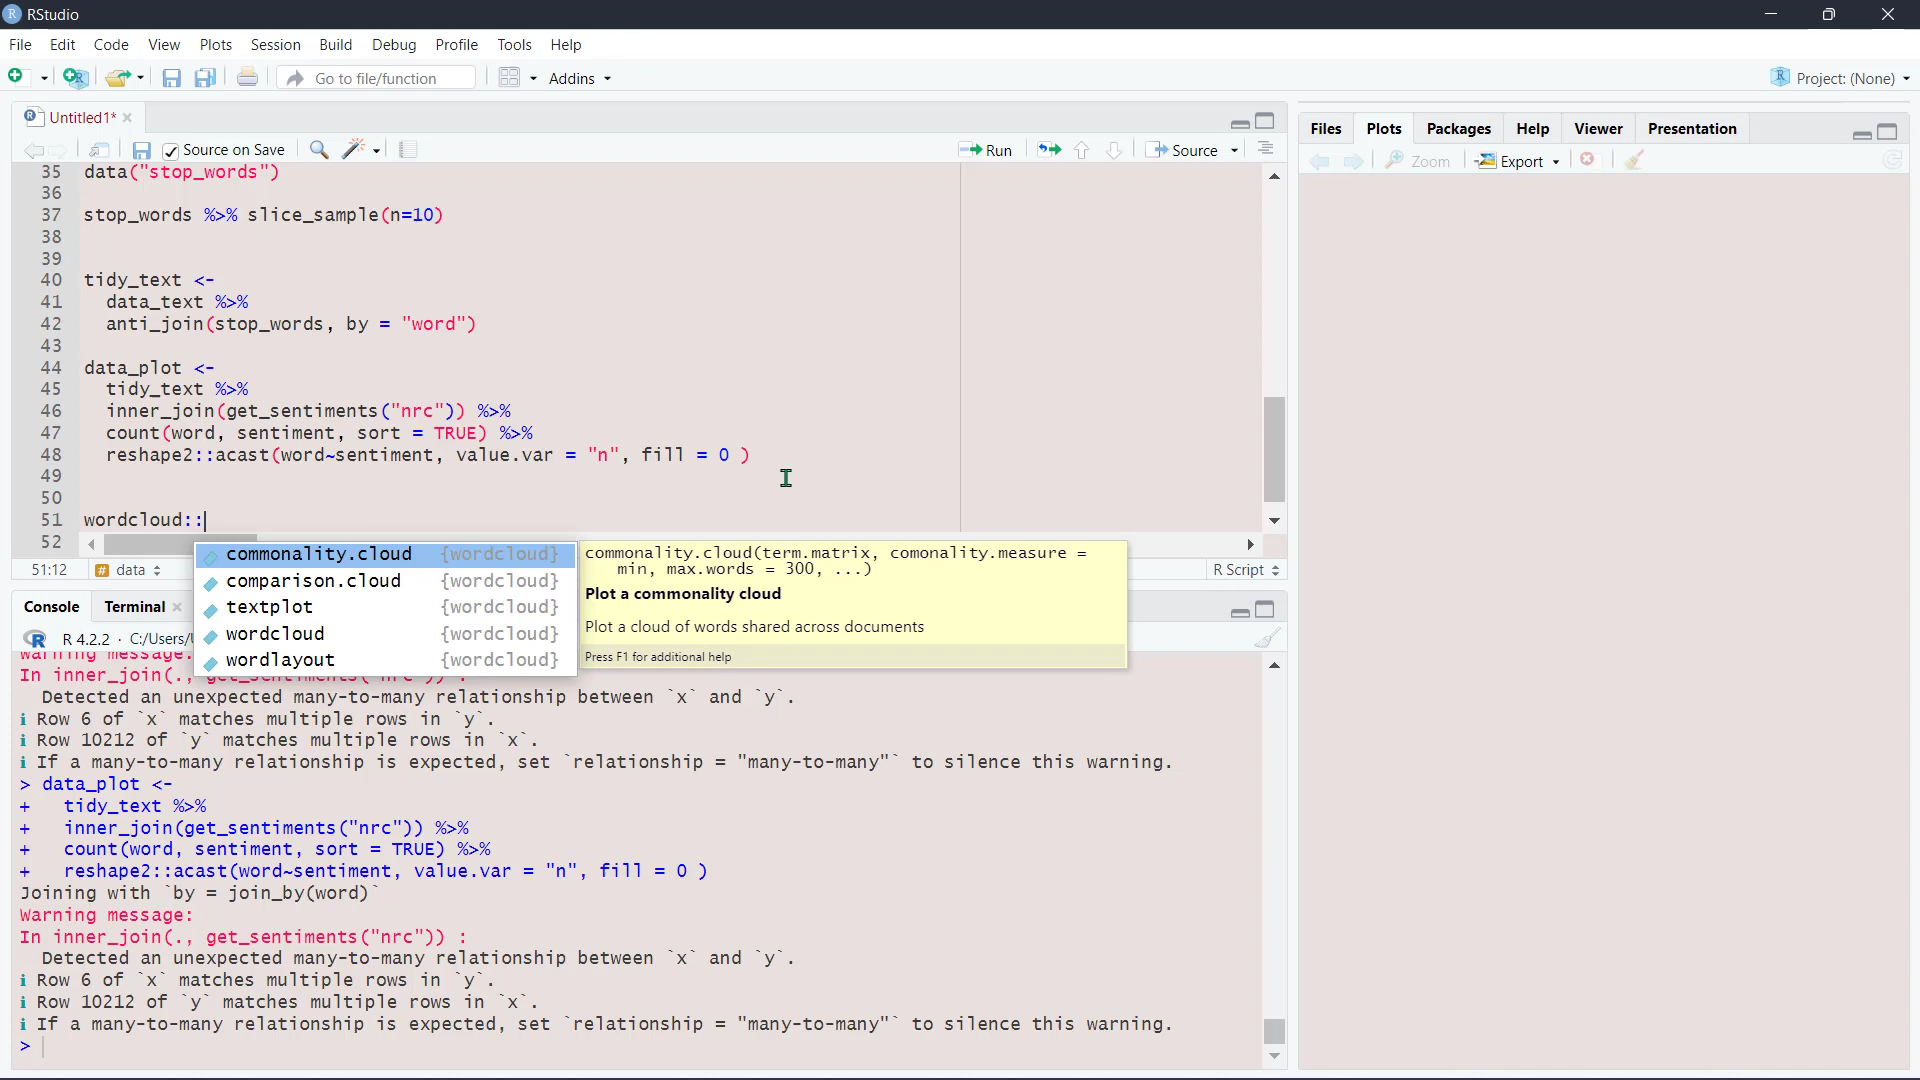 RStudio
File Edit Code View Plots Session Build Debug Profile Tools Help
Go to file/function Addins Project: (None)
Untitled1*
Source on Save Run Source
35 data("stop_words")
36
37 stop_words %>% slice_sample(n=10)
38
39
40 tidy_text <-
41 data_text %>%
42 anti_join(stop_words, by = "word")
43
44 data_plot <-
45 tidy_text %>%
46 inner_join(get_sentiments("nrc")) %>%
47 count(word, sentiment, sort = TRUE) %>%
48 reshape2::acast(word~sentiment, value.var = "n", fill = 0 )
49
50
51 wordcloud::
52
51:12 # data R Script
commonality.cloud {wordcloud}
comparison.cloud {wordcloud}
textplot {wordcloud}
wordcloud {wordcloud}
wordlayout {wordcloud}
commonality.cloud(term.matrix, comonality.measure =
min, max.words = 300, ...)
Plot a commonality cloud
Plot a cloud of words shared across documents
Press F1 for additional help
Console Terminal
R R 4.2.2 · C:/Users/
Warning message:
In inner_join(., get_sentiments("nrc")) :
Detected an unexpected many-to-many relationship between `x` and `y`.
i Row 6 of `x` matches multiple rows in `y`.
i Row 10212 of `y` matches multiple rows in `x`.
i If a many-to-many relationship is expected, set `relationship = "many-to-many"` to silence this warning.
> data_plot <-
+ tidy_text %>%
+ inner_join(get_sentiments("nrc")) %>%
+ count(word, sentiment, sort = TRUE) %>%
+ reshape2::acast(word~sentiment, value.var = "n", fill = 0 )
Joining with `by = join_by(word)`
Warning message:
In inner_join(., get_sentiments("nrc")) :
Detected an unexpected many-to-many relationship between `x` and `y`.
i Row 6 of `x` matches multiple rows in `y`.
i Row 10212 of `y` matches multiple rows in `x`.
i If a many-to-many relationship is expected, set `relationship = "many-to-many"` to silence this warning.
>
Files Plots Packages Help Viewer Presentation
Zoom Export